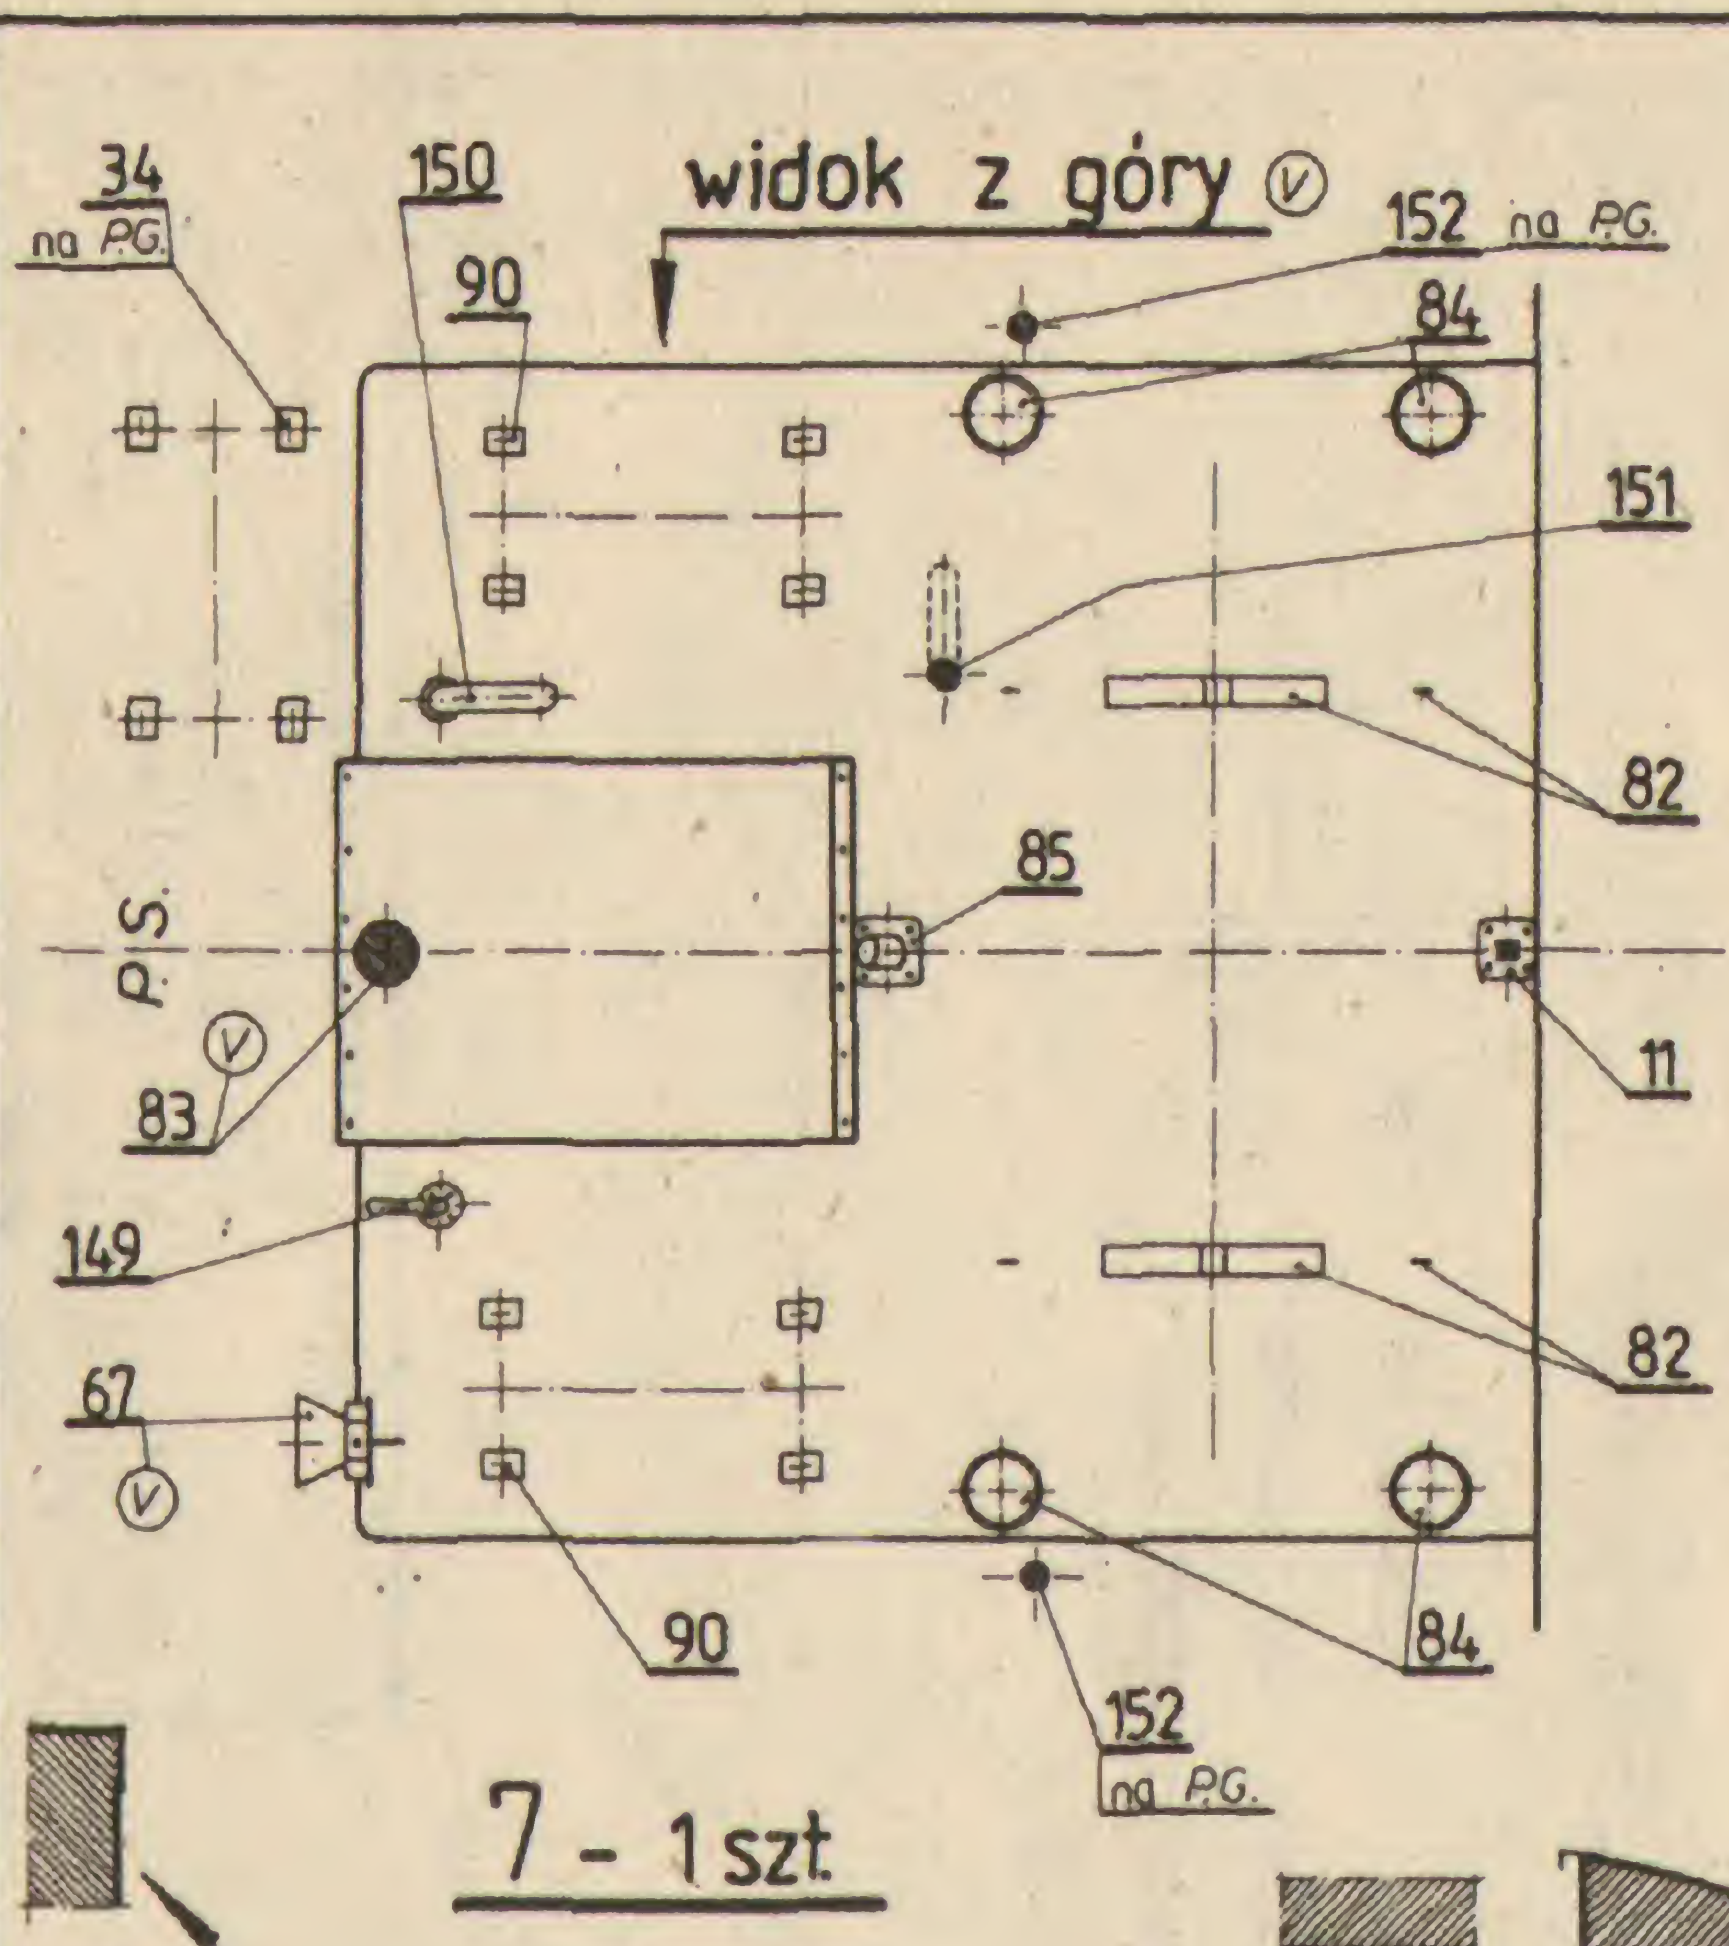 34
na P.G.
150
widok z góry V
152 na P.G.
90
84
151
82
85
P. S.
V
83
11
149
67
V
82
90
84
152
na P.G.
7 - 1 szt.